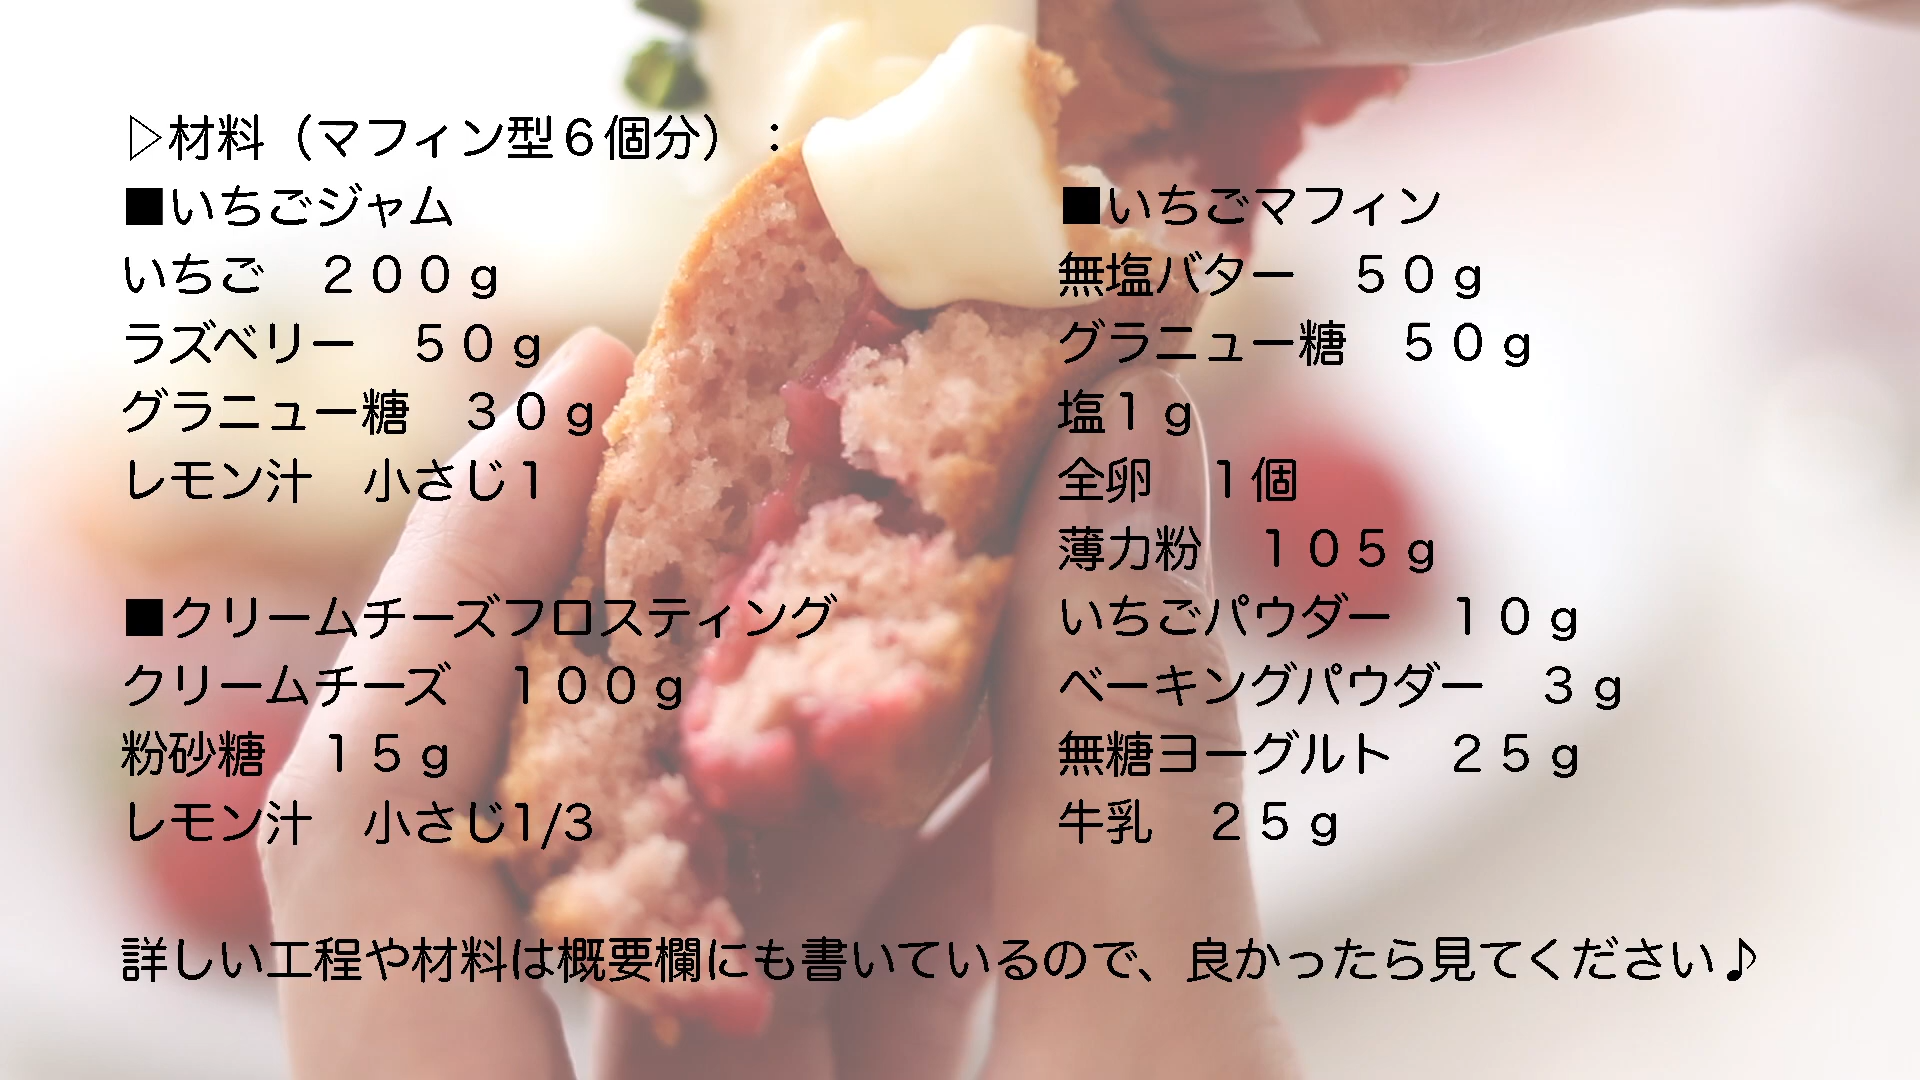 ▷材料（マフィン型６個分）：
■いちごジャム
いちご　２００ｇ
ラズベリー　５０ｇ
グラニュー糖　３０ｇ
レモン汁　小さじ１
■クリームチーズフロスティング
クリームチーズ　１００ｇ
粉砂糖　１５ｇ
レモン汁　小さじ1/3
■いちごマフィン
無塩バター　５０ｇ
グラニュー糖　５０ｇ
塩１ｇ
全卵　１個
薄力粉　１０５ｇ
いちごパウダー　１０ｇ
ベーキングパウダー　３ｇ
無糖ヨーグルト　２５ｇ
牛乳　２５ｇ
詳しい工程や材料は概要欄にも書いているので、良かったら見てください♪